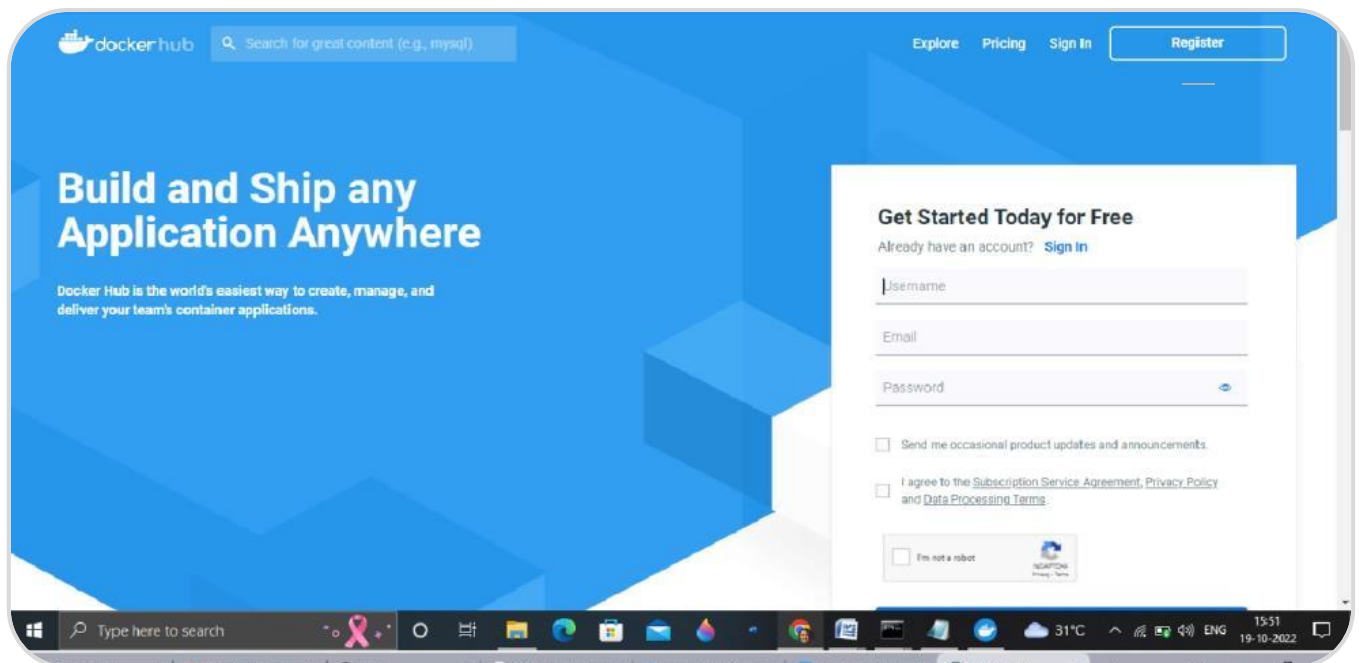 docker hub
Search for great content (e.g., mysql)
Explore Pricing Sign In Register
Build and Ship any
Application Anywhere
Docker Hub is the world's easiest way to create, manage, and
deliver your team's container applications.
Get Started Today for Free
Already have an account? Sign In
Username
Email
Password
Send me occasional product updates and announcements.
I agree to the Subscription Service Agreement, Privacy Policy
and Data Processing Terms.
I'm not a robot
reCAPTCHA
Privacy - Terms
Type here to search
31°C
ENG
15:51
19-10-2022